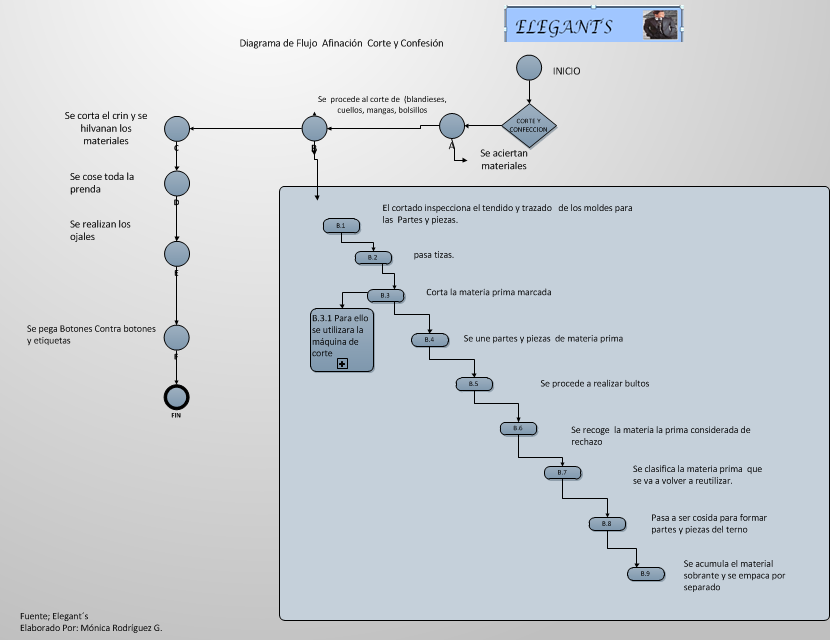 ELEGANT'S
Diagrama de Flujo Afinación Corte y Confesión
INICIO
CORTE Y
CONFECCION
Se procede al corte de (blandieses,
cuellos, mangas, bolsillos
A
Se aciertan
materiales
B
Se corta el crin y se
hilvanan los
materiales
C
Se cose toda la
prenda
D
Se realizan los
ojales
E
Se pega Botones Contra botones
y etiquetas
F
FIN
El cortado inspecciona el tendido y trazado de los moldes para
las Partes y piezas.
B.1
B.2
pasa tizas.
B.3
Corta la materia prima marcada
B.3.1 Para ello
se utilizara la
máquina de
corte
B.4
Se une partes y piezas de materia prima
B.5
Se procede a realizar bultos
B.6
Se recoge la materia la prima considerada de
rechazo
B.7
Se clasifica la materia prima que
se va a volver a reutilizar.
B.8
Pasa a ser cosida para formar
partes y piezas del terno
B.9
Se acumula el material
sobrante y se empaca por
separado
Fuente; Elegant´s
Elaborado Por: Mónica Rodríguez G.